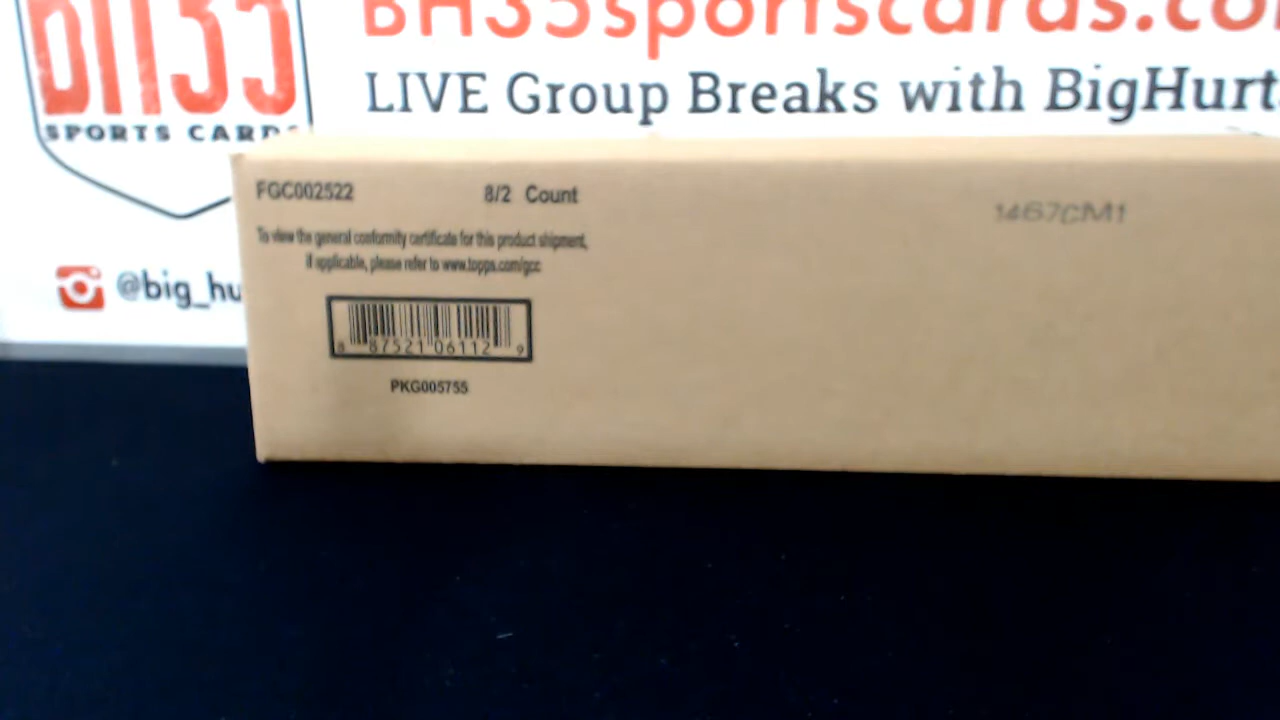 BH35
SPORTS CARDS
BH35sportscards.co
LIVE Group Breaks with BigHurt
@big_hu
FGC002522
8/2 Count
To view the general conformity certificate for this product shipment,
if applicable, please refer to www.topps.com/gcc
8 87521 06112 9
PKG005755
1467CM1